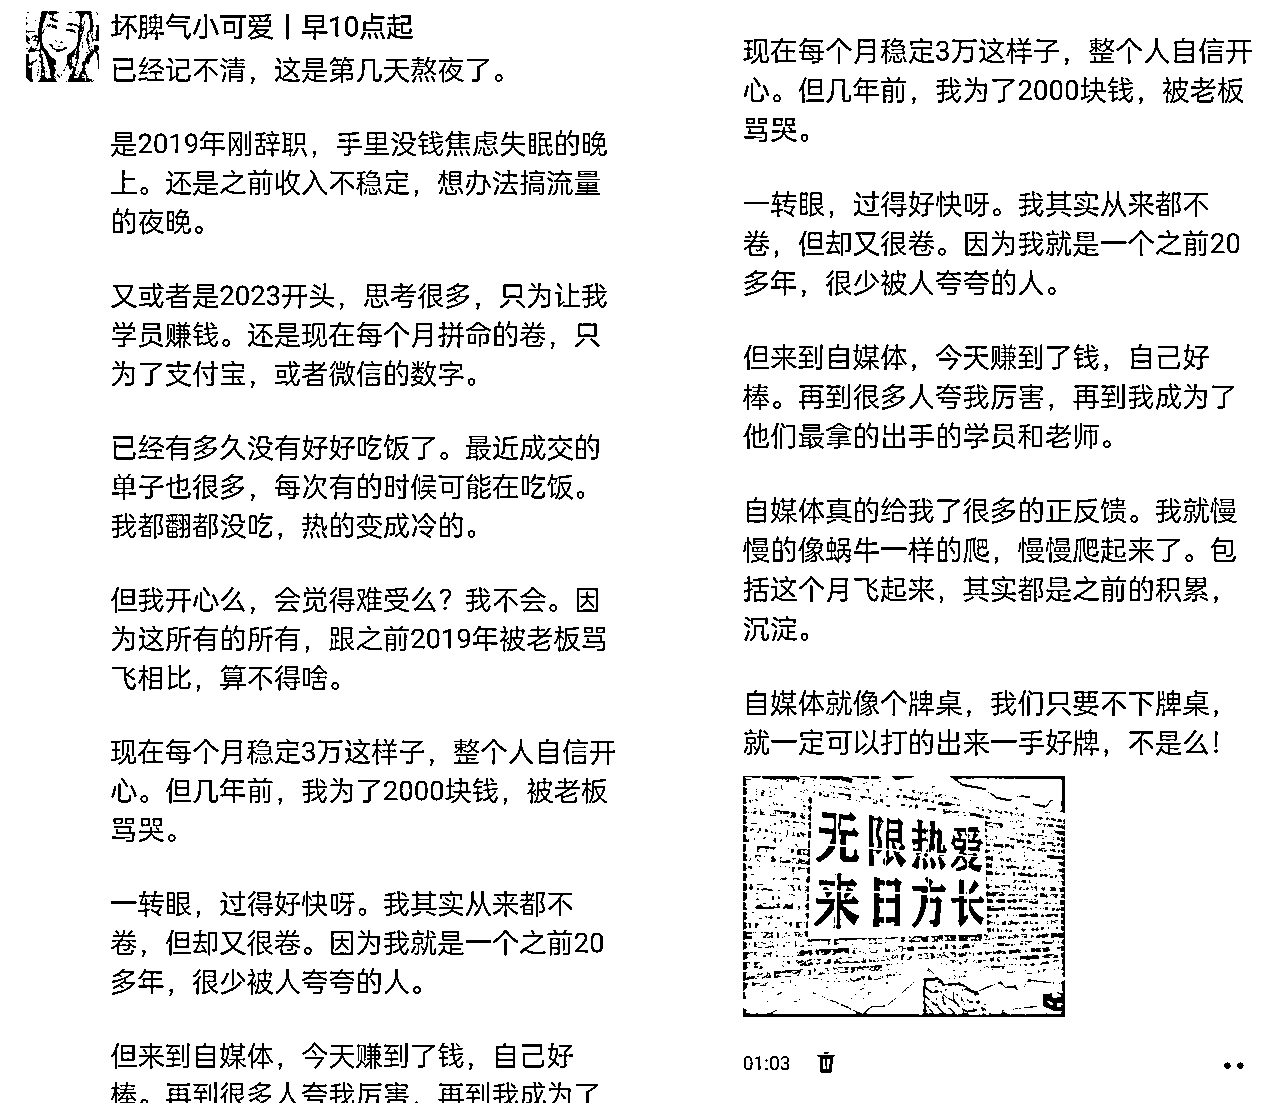 坏脾气小可爱丨早10点起
已经记不清，这是第几天熬夜了。
是2019年刚辞职，手里没钱焦虑失眠的晚
上。还是之前收入不稳定，想办法搞流量
的夜晚。
又或者是2023开头，思考很多，只为让我
学员赚钱。还是现在每个月拼命的卷，只
为了支付宝，或者微信的数字。
已经有多久没有好好吃饭了。最近成交的
单子也很多，每次有的时候可能在吃饭。
我都翻都没吃，热的变成冷的。
但我开心么，会觉得难受么？我不会。因
为这所有的所有，跟之前2019年被老板骂
飞相比，算不得啥。
现在每个月稳定3万这样子，整个人自信开
心。但几年前，我为了2000块钱，被老板
骂哭。
一转眼，过得好快呀。我其实从来都不
卷，但却又很卷。因为我就是一个之前20
多年，很少被人夸夸的人。
但来到自媒体，今天赚到了钱，自己好
棒。再到很多人夸我厉害，再到我成为了
现在每个月稳定3万这样子，整个人自信开
心。但几年前，我为了2000块钱，被老板
骂哭。
一转眼，过得好快呀。我其实从来都不
卷，但却又很卷。因为我就是一个之前20
多年，很少被人夸夸的人。
但来到自媒体，今天赚到了钱，自己好
棒。再到很多人夸我厉害，再到我成为了
他们最拿的出手的学员和老师。
自媒体真的给我了很多的正反馈。我就慢
慢的像蜗牛一样的爬，慢慢爬起来了。包
括这个月飞起来，其实都是之前的积累，
沉淀。
自媒体就像个牌桌，我们只要不下牌桌，
就一定可以打的出来一手好牌，不是么！
无限热爱
来日方长
01:03